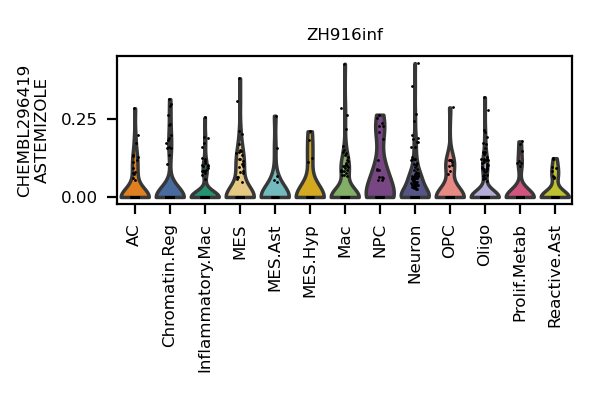 ZH916inf
CHEMBL296419
ASTEMIZOLE
0.25
0.00
AC
Chromatin.Reg
Inflammatory.Mac
MES
MES.Ast
MES.Hyp
Mac
NPC
Neuron
OPC
Oligo
Prolif.Metab
Reactive.Ast